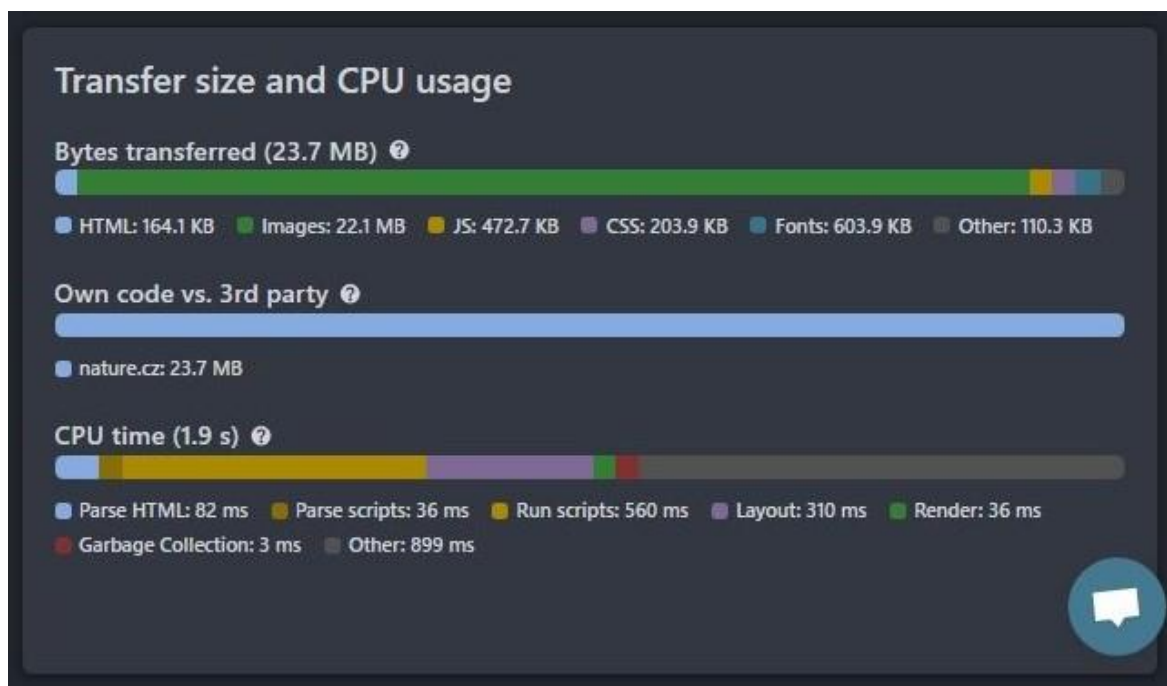 Transfer size and CPU usage
Bytes transferred (23.7 MB) ?
HTML: 164.1 KB Images: 22.1 MB JS: 472.7 KB CSS: 203.9 KB Fonts: 603.9 KB Other: 110.3 KB
Own code vs. 3rd party ?
nature.cz: 23.7 MB
CPU time (1.9 s) ?
Parse HTML: 82 ms Parse scripts: 36 ms Run scripts: 560 ms Layout: 310 ms Render: 36 ms
Garbage Collection: 3 ms Other: 899 ms